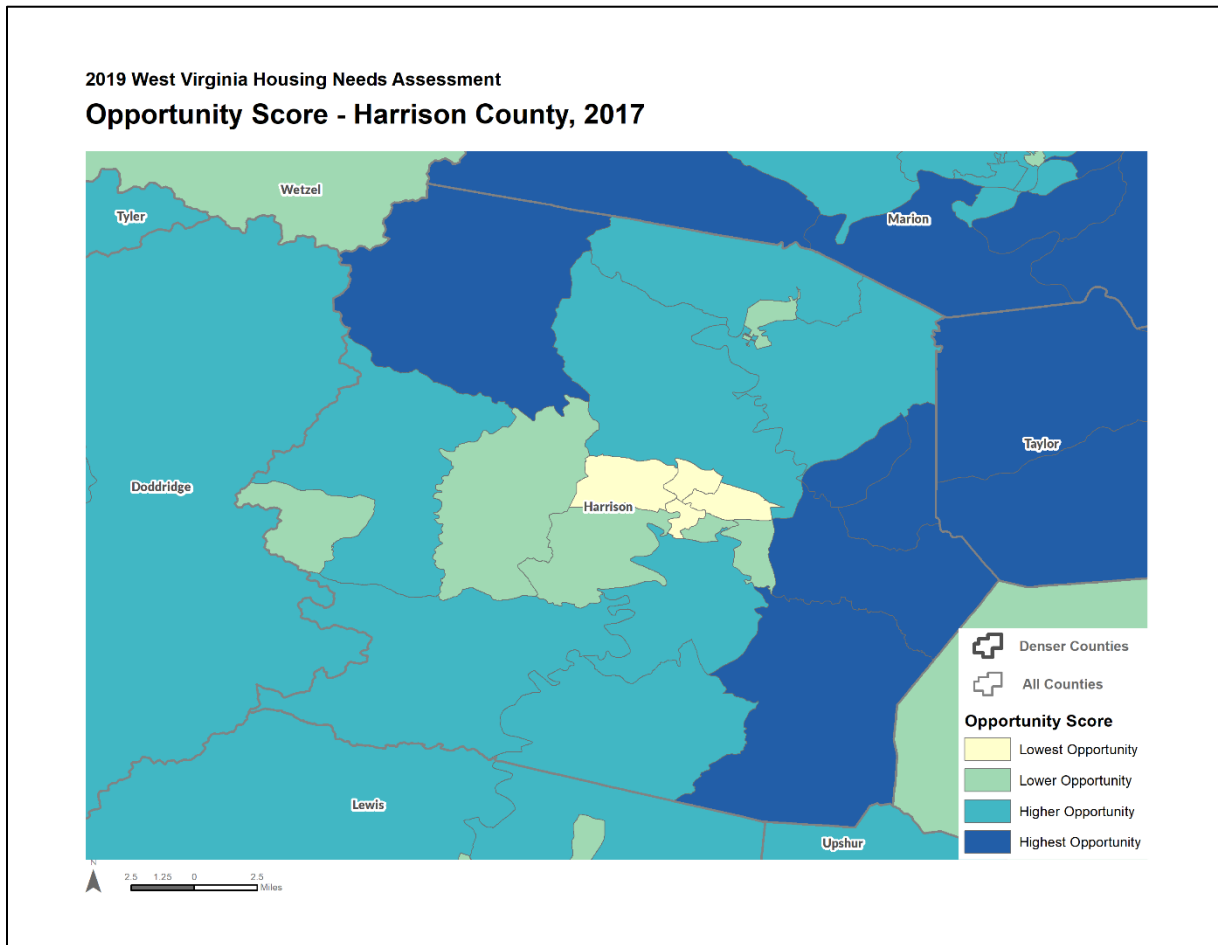 2019 West Virginia Housing Needs Assessment
Opportunity Score - Harrison County, 2017
Wetzel
Tyler
Marion
Taylor
Doddridge
Harrison
Denser Counties
All Counties
Opportunity Score
Lowest Opportunity
Lower Opportunity
Higher Opportunity
Highest Opportunity
Lewis
Upshur
N
2.5 1.25 0 2.5
Miles